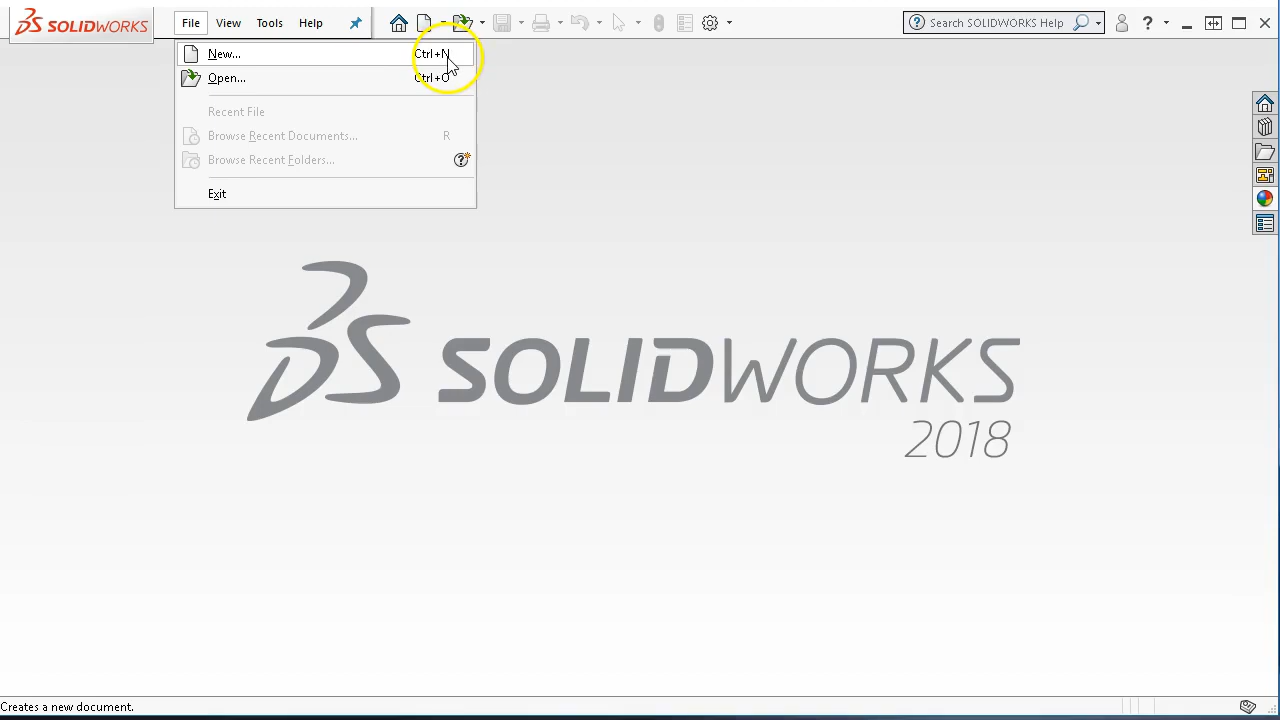 SOLIDWORKS File View Tools Help Search SOLIDWORKS Help ?
New... Ctrl+N
Open... Ctrl+O
Recent File
Browse Recent Documents... R
Browse Recent Folders...
Exit
SOLIDWORKS
2018
Creates a new document.